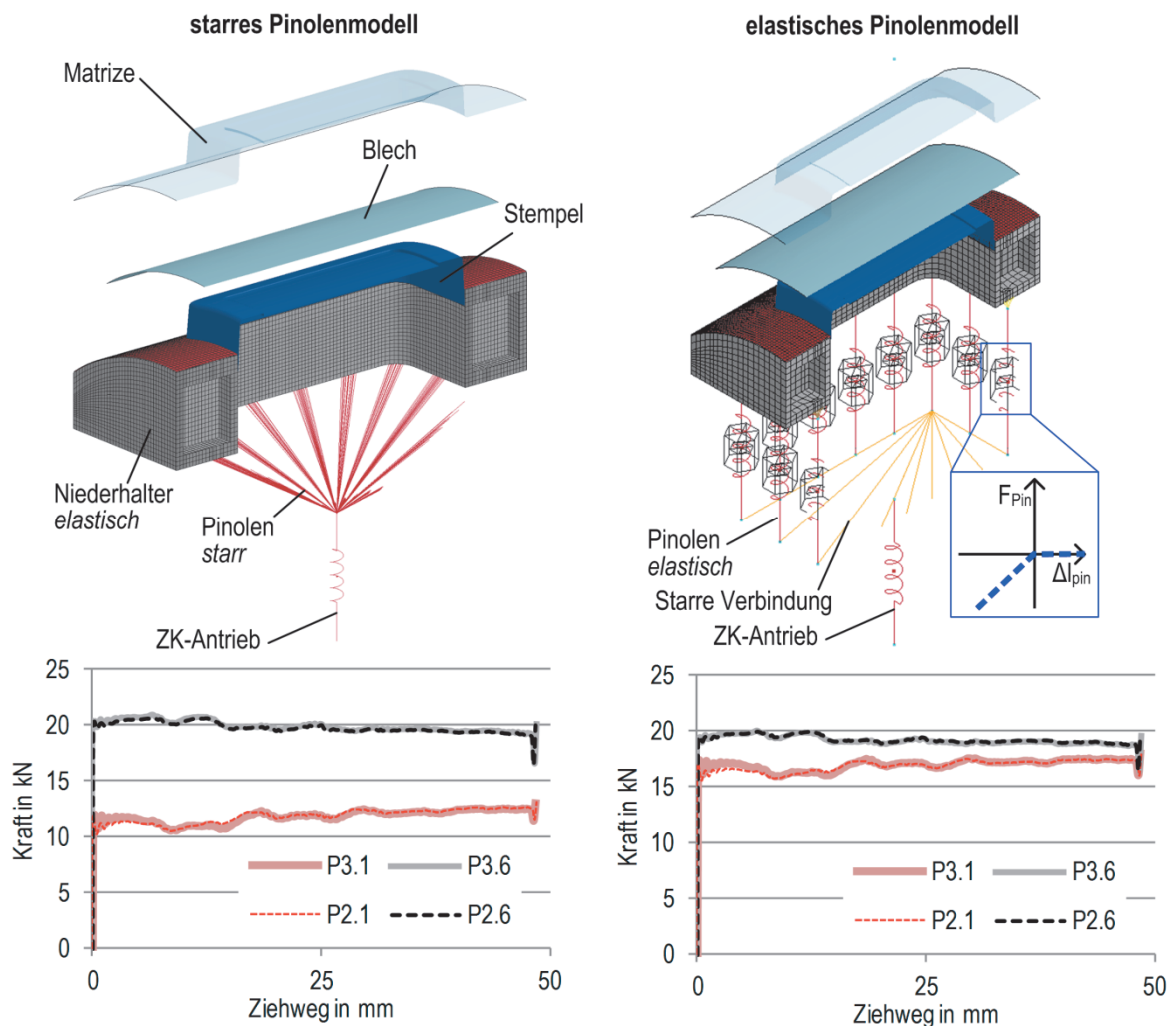 starres Pinolenmodell
Matrize
Blech
Stempel
Niederhalter
elastisch
Pinolen
starr
ZK-Antrieb
elastisches Pinolenmodell
Pinolen
elastisch
Starre Verbindung
ZK-Antrieb
F_Pin
Δl_pin
Kraft in kN
25
20
15
10
5
0
P3.1
P3.6
P2.1
P2.6
0
25
50
Ziehweg in mm
Kraft in kN
25
20
15
10
5
0
P3.1
P3.6
P2.1
P2.6
0
25
50
Ziehweg in mm